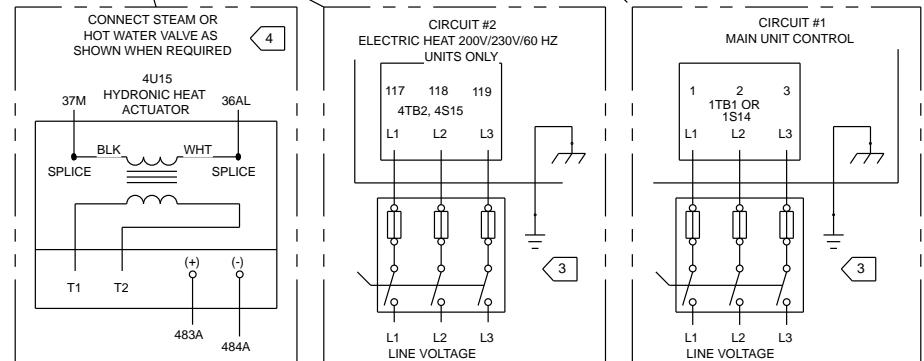 CONNECT STEAM OR
HOT WATER VALVE AS
SHOWN WHEN REQUIRED
4
4U15
HYDRONIC HEAT
ACTUATOR
37M
36AL
BLK
WHT
SPLICE
SPLICE
T1
T2
(+)
(-)
483A
484A
CIRCUIT #2
ELECTRIC HEAT 200V/230V/60 HZ
UNITS ONLY
117 118 119
4TB2, 4S15
L1 L2 L3
3
L1 L2 L3
LINE VOLTAGE
CIRCUIT #1
MAIN UNIT CONTROL
1 2 3
1TB1 OR
1S14
L1 L2 L3
3
L1 L2 L3
LINE VOLTAGE